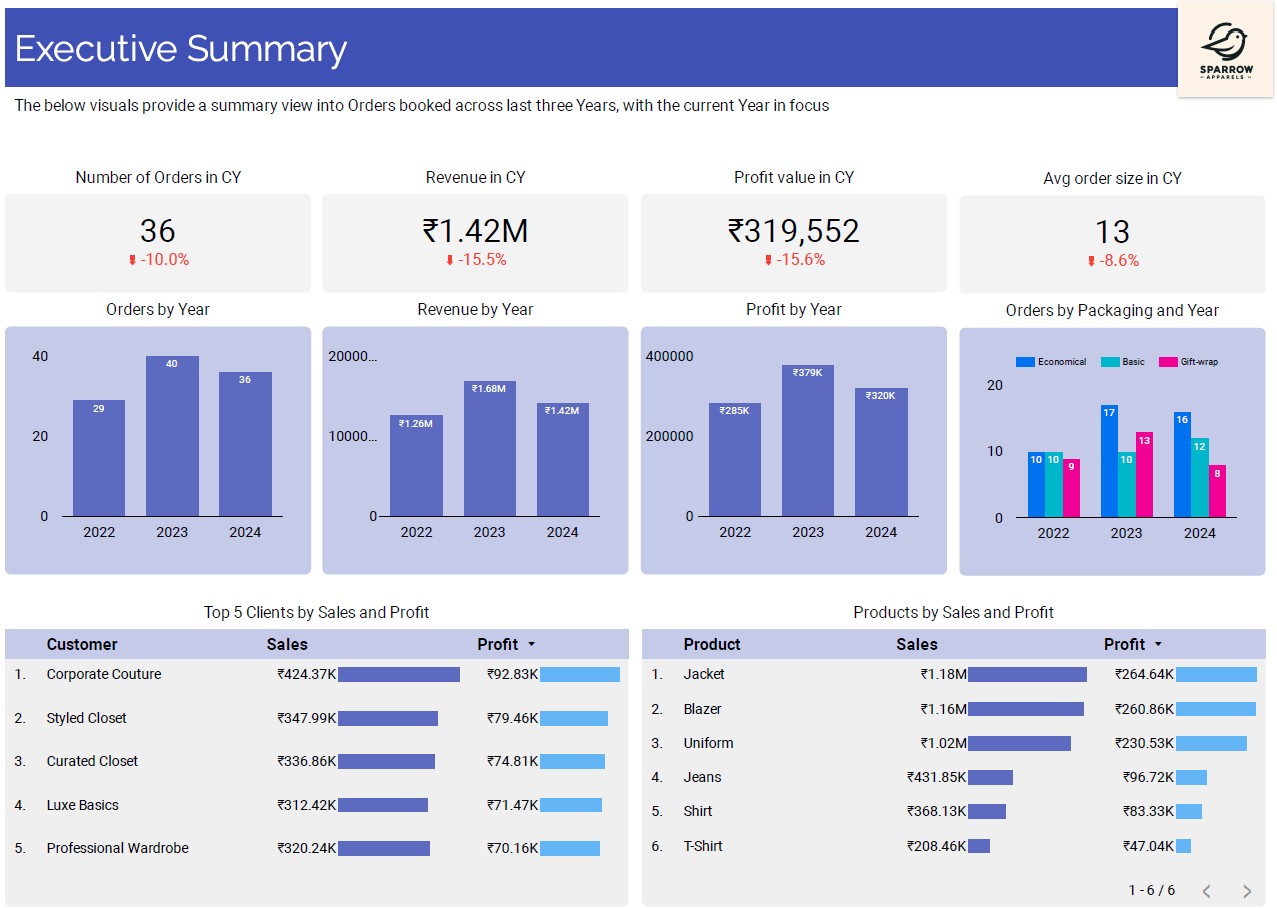 Executive Summary
SPARROW
- APPARELS -
The below visuals provide a summary view into Orders booked across last three Years, with the current Year in focus
Number of Orders in CY
36
-10.0%
Revenue in CY
₹1.42M
-15.5%
Profit value in CY
₹319,552
-15.6%
Avg order size in CY
13
-8.6%
Orders by Year
40
20
0
29
40
36
2022 2023 2024
Revenue by Year
20000...
10000...
0
₹1.26M
₹1.68M
₹1.42M
2022 2023 2024
Profit by Year
400000
200000
0
₹285K
₹379K
₹320K
2022 2023 2024
Orders by Packaging and Year
Economical Basic Gift-wrap
20
10
0
10 10 9
17 10 13
16 12 8
2022 2023 2024
Top 5 Clients by Sales and Profit
Customer Sales Profit
1. Corporate Couture ₹424.37K ₹92.83K
2. Styled Closet ₹347.99K ₹79.46K
3. Curated Closet ₹336.86K ₹74.81K
4. Luxe Basics ₹312.42K ₹71.47K
5. Professional Wardrobe ₹320.24K ₹70.16K
Products by Sales and Profit
Product Sales Profit
1. Jacket ₹1.18M ₹264.64K
2. Blazer ₹1.16M ₹260.86K
3. Uniform ₹1.02M ₹230.53K
4. Jeans ₹431.85K ₹96.72K
5. Shirt ₹368.13K ₹83.33K
6. T-Shirt ₹208.46K ₹47.04K
1 - 6 / 6